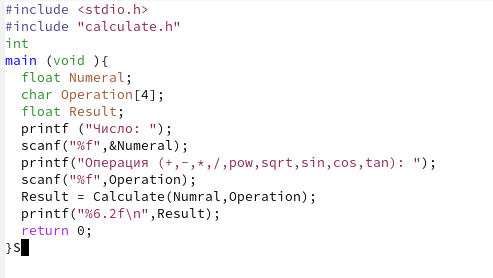 #include <stdio.h>
#include "calculate.h"
int
main (void ){
float Numeral;
char Operation[4];
float Result;
printf ("Число: ");
scanf("%f",&Numeral);
printf("Операция (+,-,*,/,pow,sqrt,sin,cos,tan): ");
scanf("%f",Operation);
Result = Calculate(Numral,Operation);
printf("%6.2f\n",Result);
return 0;
}S